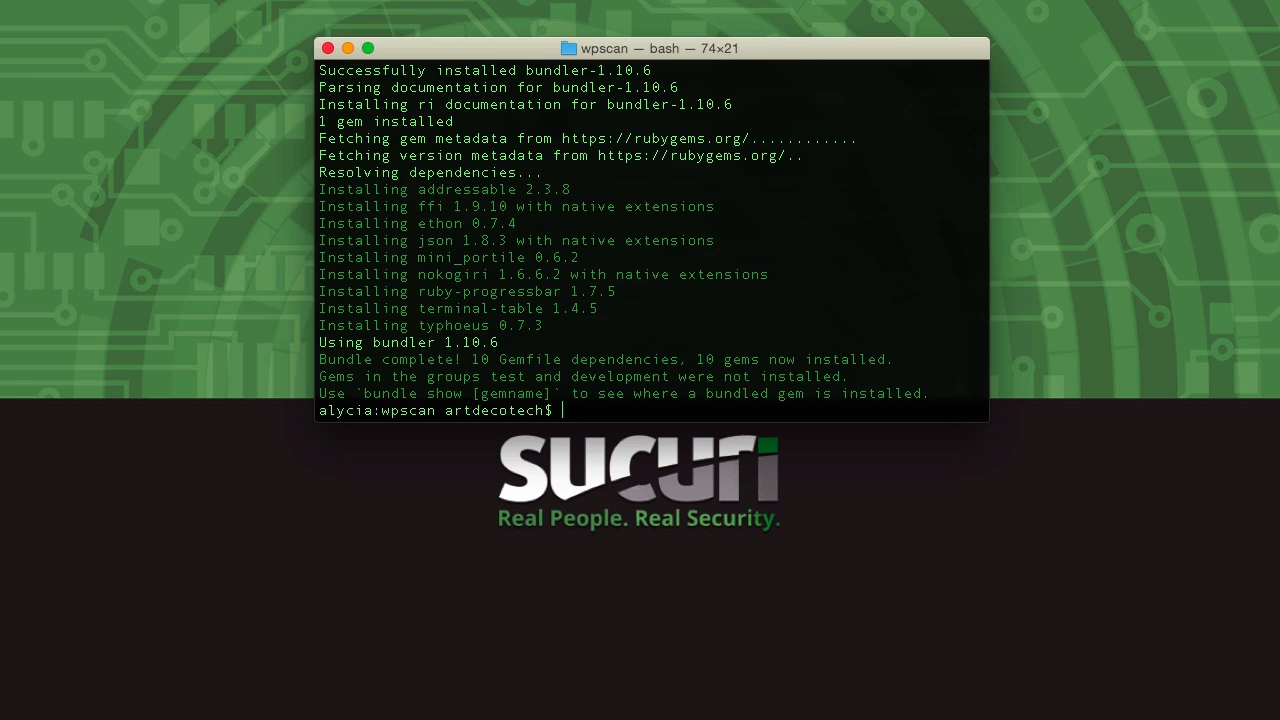 wpscan — bash — 74×21
Successfully installed bundler-1.10.6
Parsing documentation for bundler-1.10.6
Installing ri documentation for bundler-1.10.6
1 gem installed
Fetching gem metadata from https://rubygems.org/............
Fetching version metadata from https://rubygems.org/..
Resolving dependencies...
Installing addressable 2.3.8
Installing ffi 1.9.10 with native extensions
Installing ethon 0.7.4
Installing json 1.8.3 with native extensions
Installing mini_portile 0.6.2
Installing nokogiri 1.6.6.2 with native extensions
Installing ruby-progressbar 1.7.5
Installing terminal-table 1.4.5
Installing typhoeus 0.7.3
Using bundler 1.10.6
Bundle complete! 10 Gemfile dependencies, 10 gems now installed.
Gems in the groups test and development were not installed.
Use `bundle show [gemname]` to see where a bundled gem is installed.
alycia:wpscan artdecotech$
sucuri
Real People. Real Security.